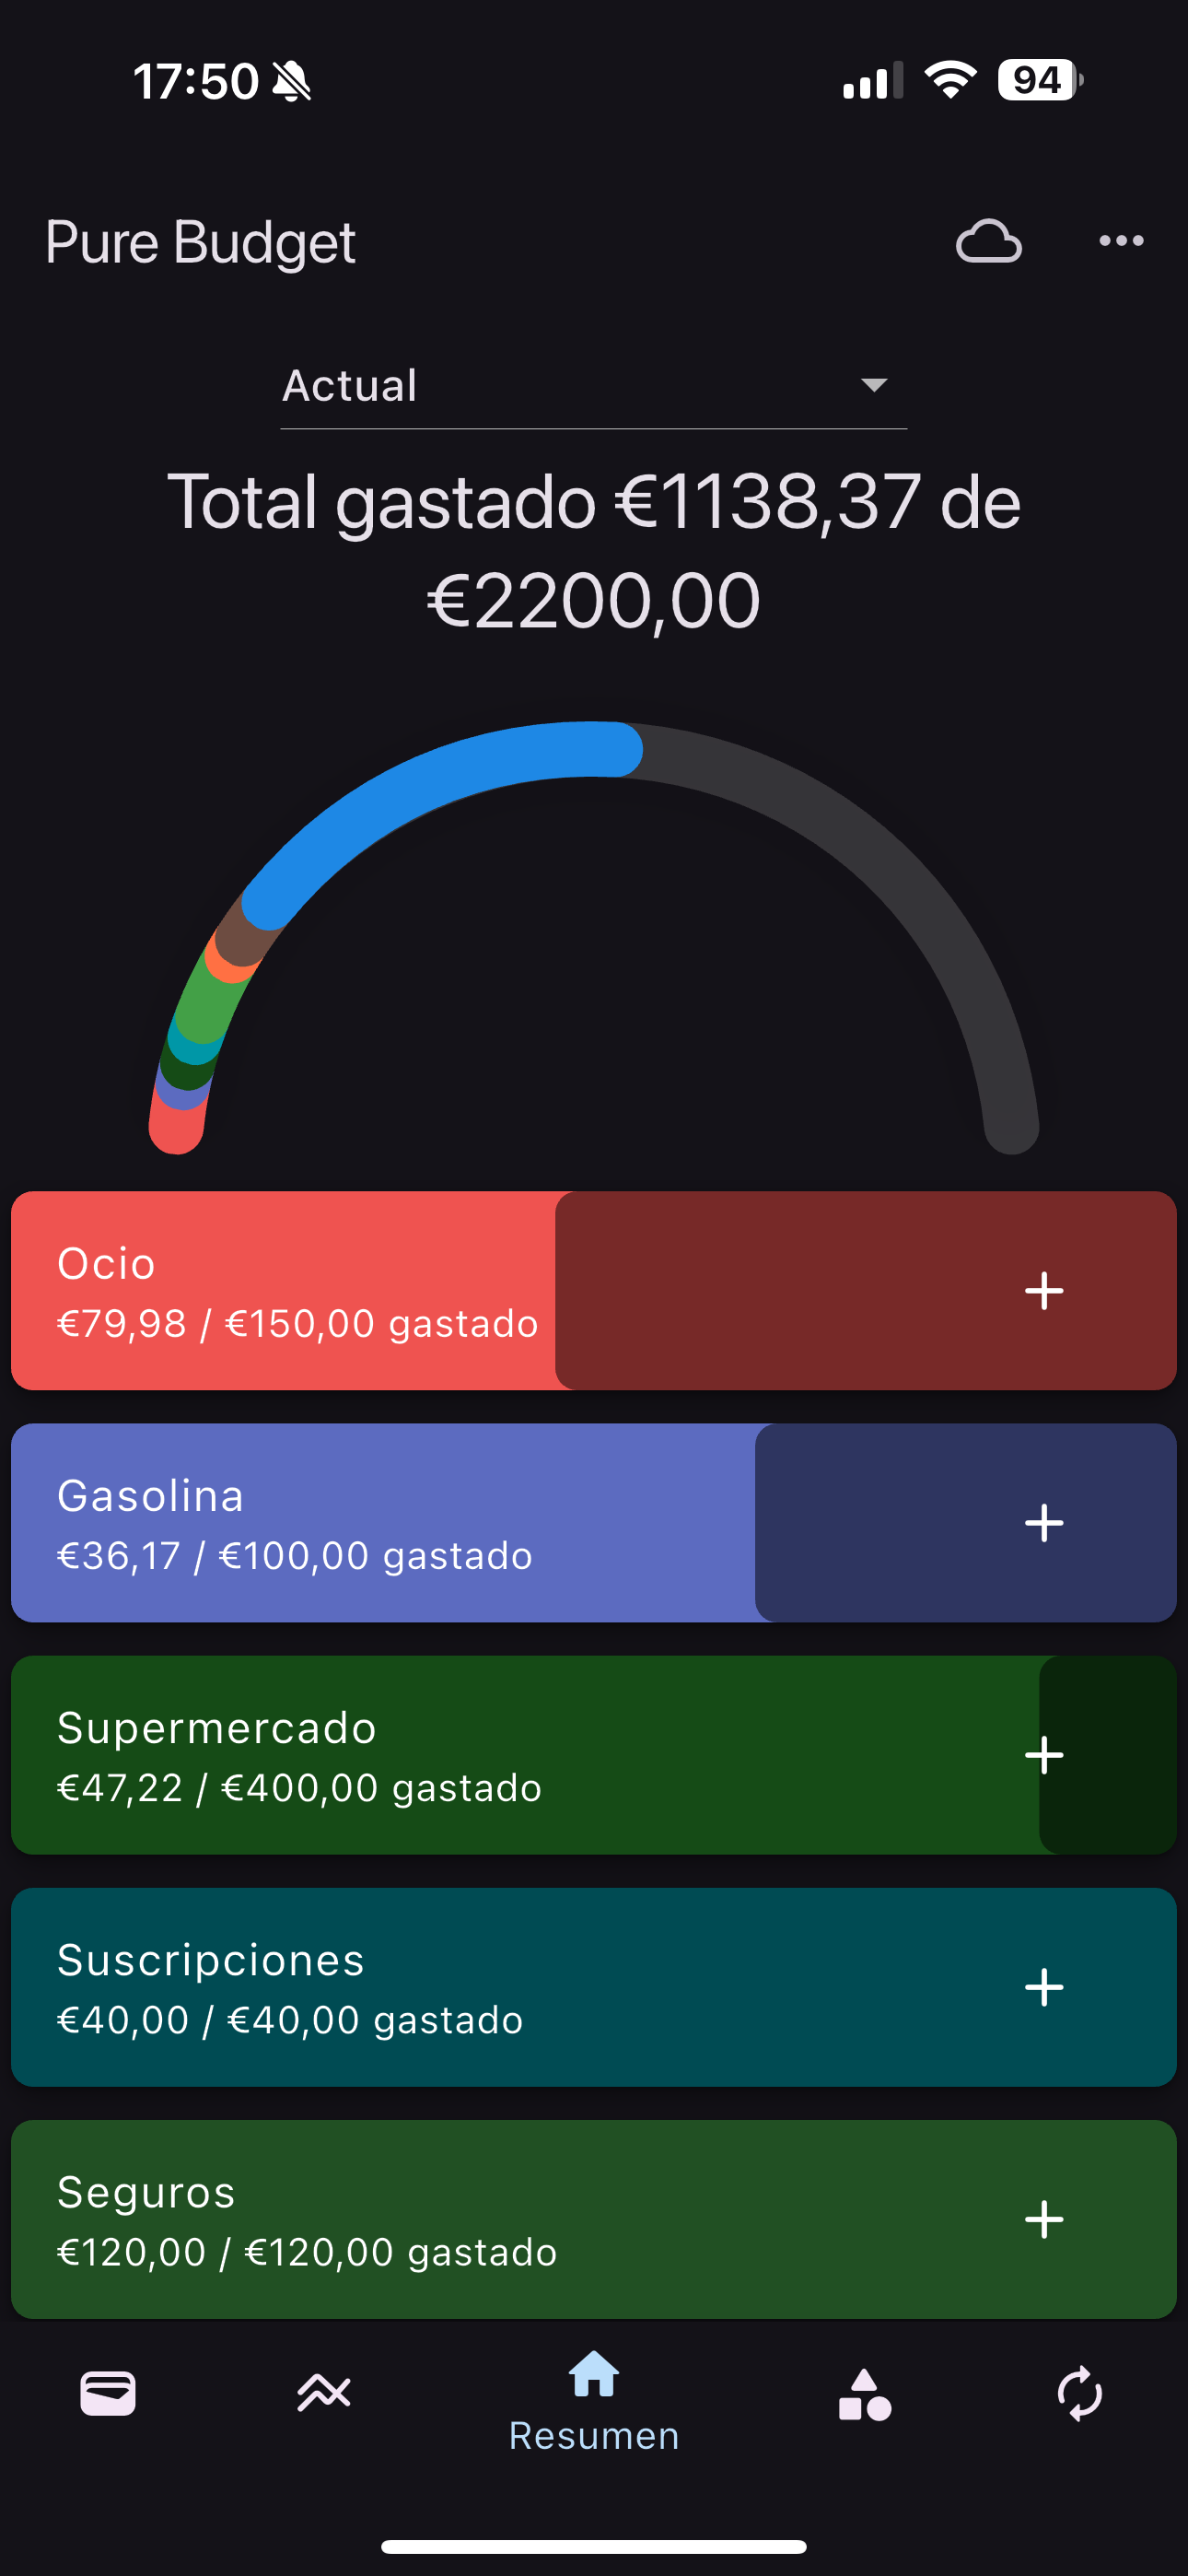 17:50
94
Pure Budget
Actual
Total gastado €1138,37 de
€2200,00
Ocio
€79,98 / €150,00 gastado
Gasolina
€36,17 / €100,00 gastado
Supermercado
€47,22 / €400,00 gastado
Suscripciones
€40,00 / €40,00 gastado
Seguros
€120,00 / €120,00 gastado
Resumen